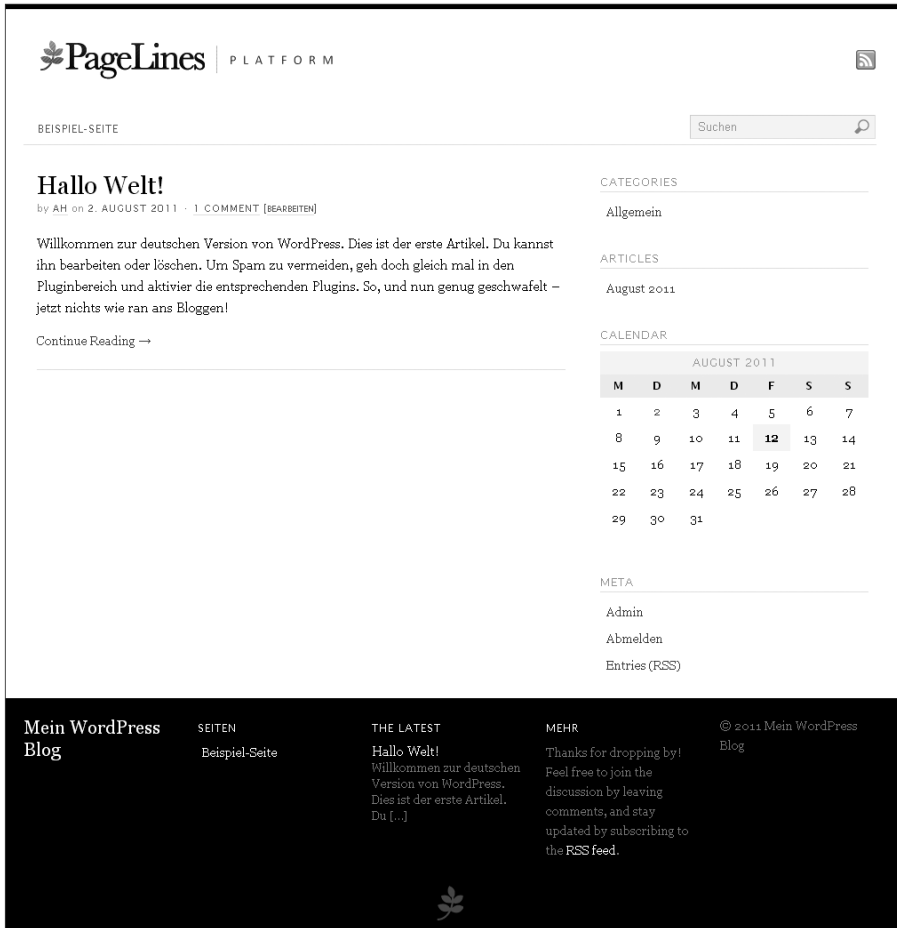 PageLines PLATFORM
BEISPIEL-SEITE
Suchen
Hallo Welt!
by AH on 2. AUGUST 2011 · 1 COMMENT [BEARBEITEN]
Willkommen zur deutschen Version von WordPress. Dies ist der erste Artikel. Du kannst
ihn bearbeiten oder löschen. Um Spam zu vermeiden, geh doch gleich mal in den
Pluginbereich und aktivier die entsprechenden Plugins. So, und nun genug geschwafelt –
jetzt nichts wie ran ans Bloggen!
Continue Reading →
CATEGORIES
Allgemein
ARTICLES
August 2011
CALENDAR
AUGUST 2011
M D M D F S S
1 2 3 4 5 6 7
8 9 10 11 12 13 14
15 16 17 18 19 20 21
22 23 24 25 26 27 28
29 30 31
META
Admin
Abmelden
Entries (RSS)
Mein WordPress
Blog
SEITEN
Beispiel-Seite
THE LATEST
Hallo Welt!
Willkommen zur deutschen
Version von WordPress.
Dies ist der erste Artikel.
Du [...]
MEHR
Thanks for dropping by!
Feel free to join the
discussion by leaving
comments, and stay
updated by subscribing to
the RSS feed.
© 2011 Mein WordPress
Blog